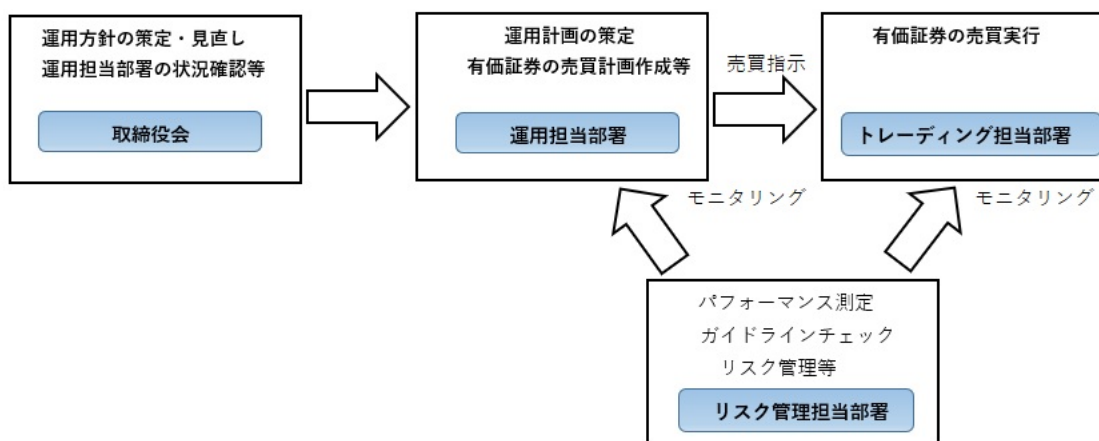 運用方針の策定・見直し
運用担当部署の状況確認等
取締役会
運用計画の策定
有価証券の売買計画作成等
運用担当部署
売買指示
有価証券の売買実行
トレーディング担当部署
モニタリング
モニタリング
パフォーマンス測定
ガイドラインチェック
リスク管理等
リスク管理担当部署